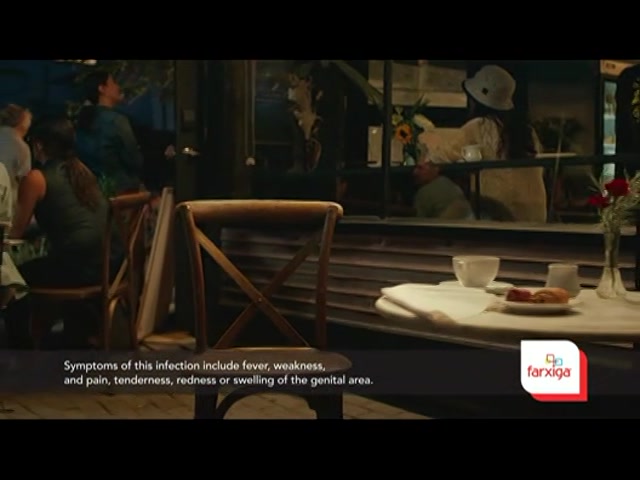 Symptoms of this infection include fever, weakness,
and pain, tenderness, redness or swelling of the genital area.
farxiga